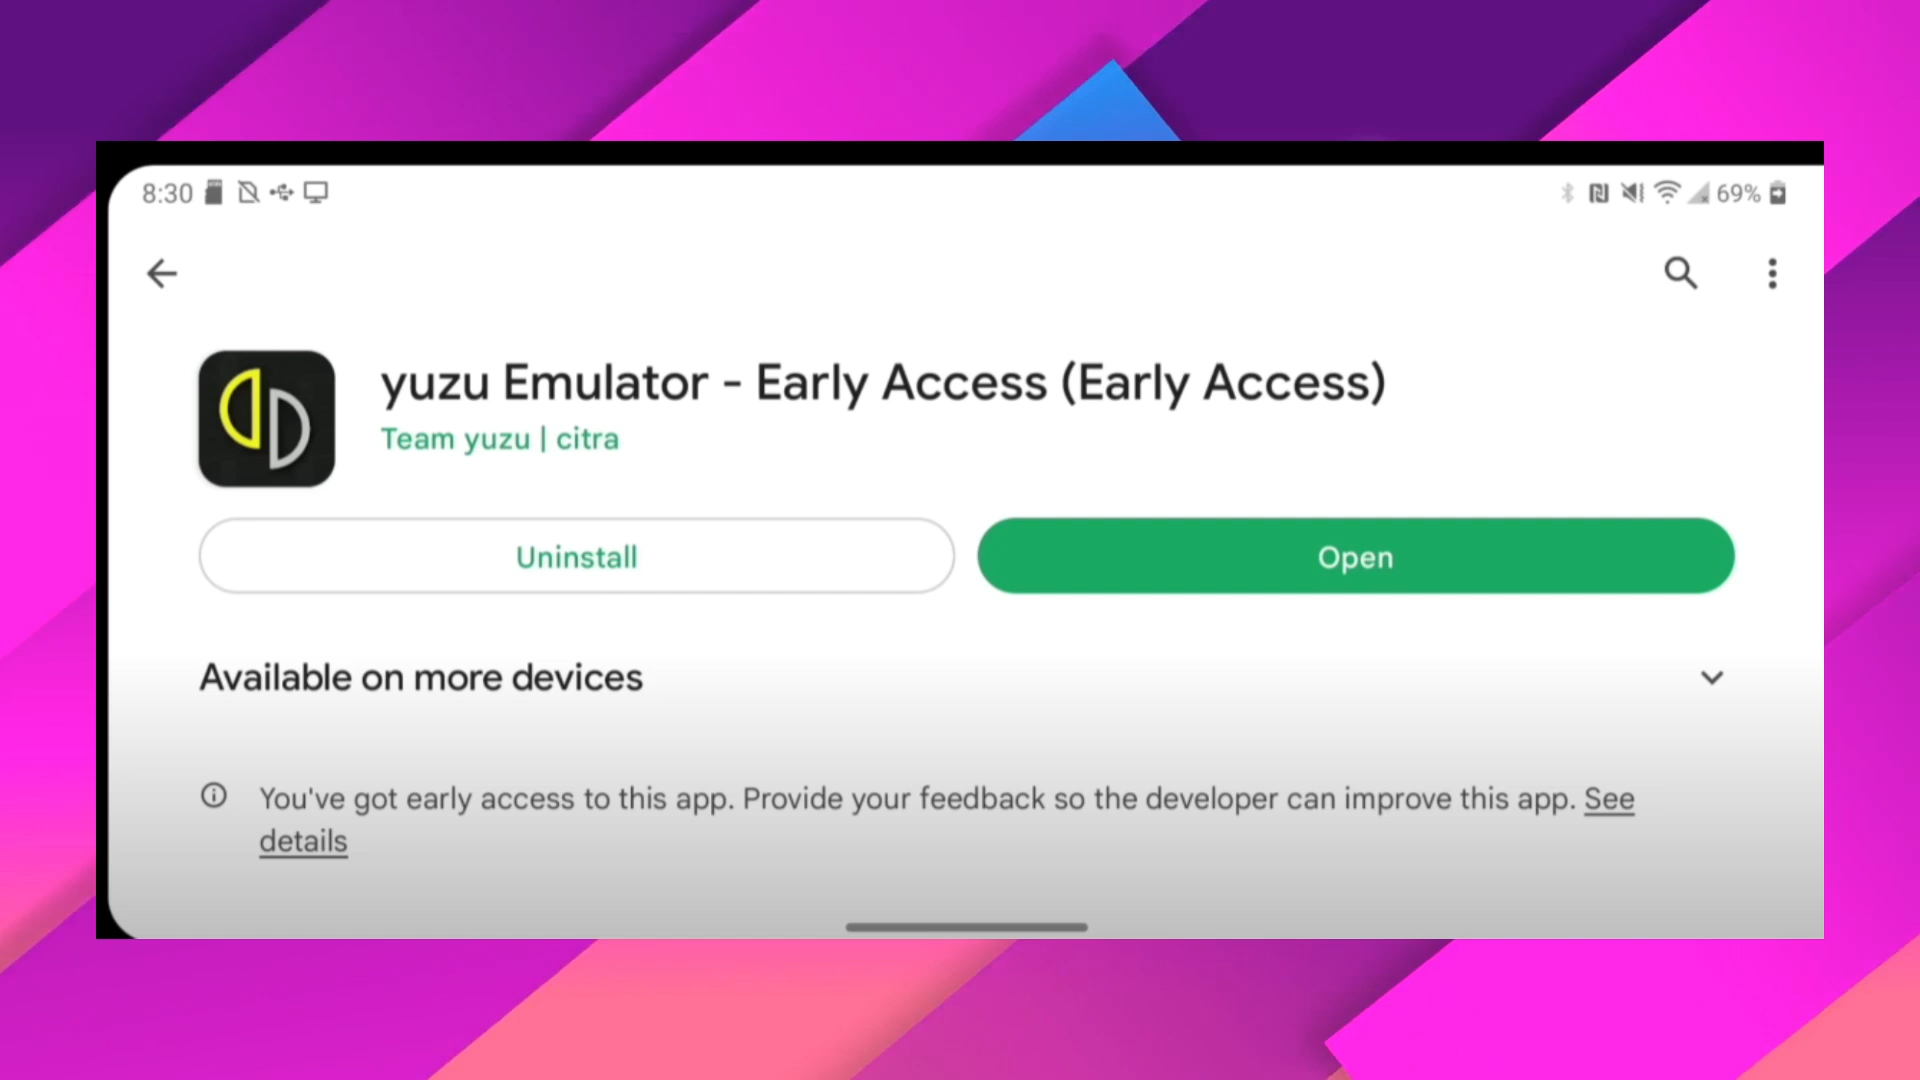 8:30
69%
yuzu Emulator - Early Access (Early Access)
Team yuzu | citra
Uninstall
Open
Available on more devices
You've got early access to this app. Provide your feedback so the developer can improve this app. See
details